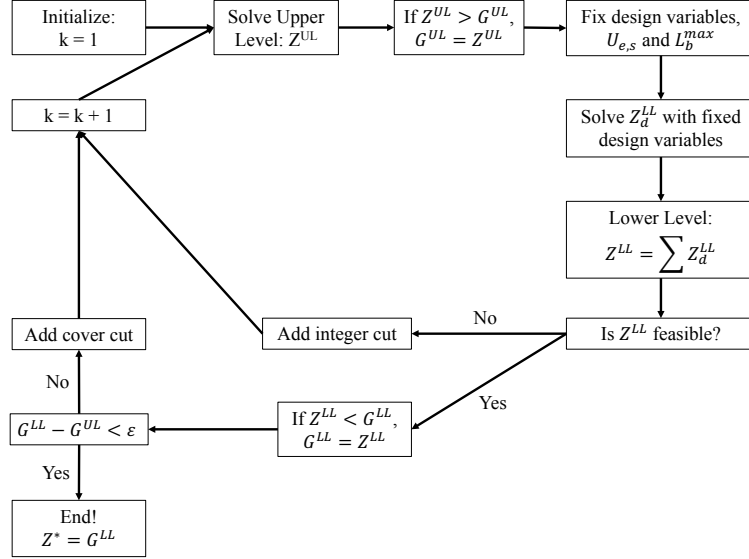 Initialize:
k = 1
Solve Upper
Level: Z^UL
If Z^UL > G^UL,
G^UL = Z^UL
Fix design variables,
U_e,s and L_b^max
k = k + 1
Solve Z_d^LL with fixed
design variables
Lower Level:
Z^LL = ∑ Z_d^LL
Add cover cut
Add integer cut
No
Is Z^LL feasible?
No
Yes
G^LL − G^UL < ε
If Z^LL < G^LL,
G^LL = Z^LL
Yes
End!
Z* = G^LL